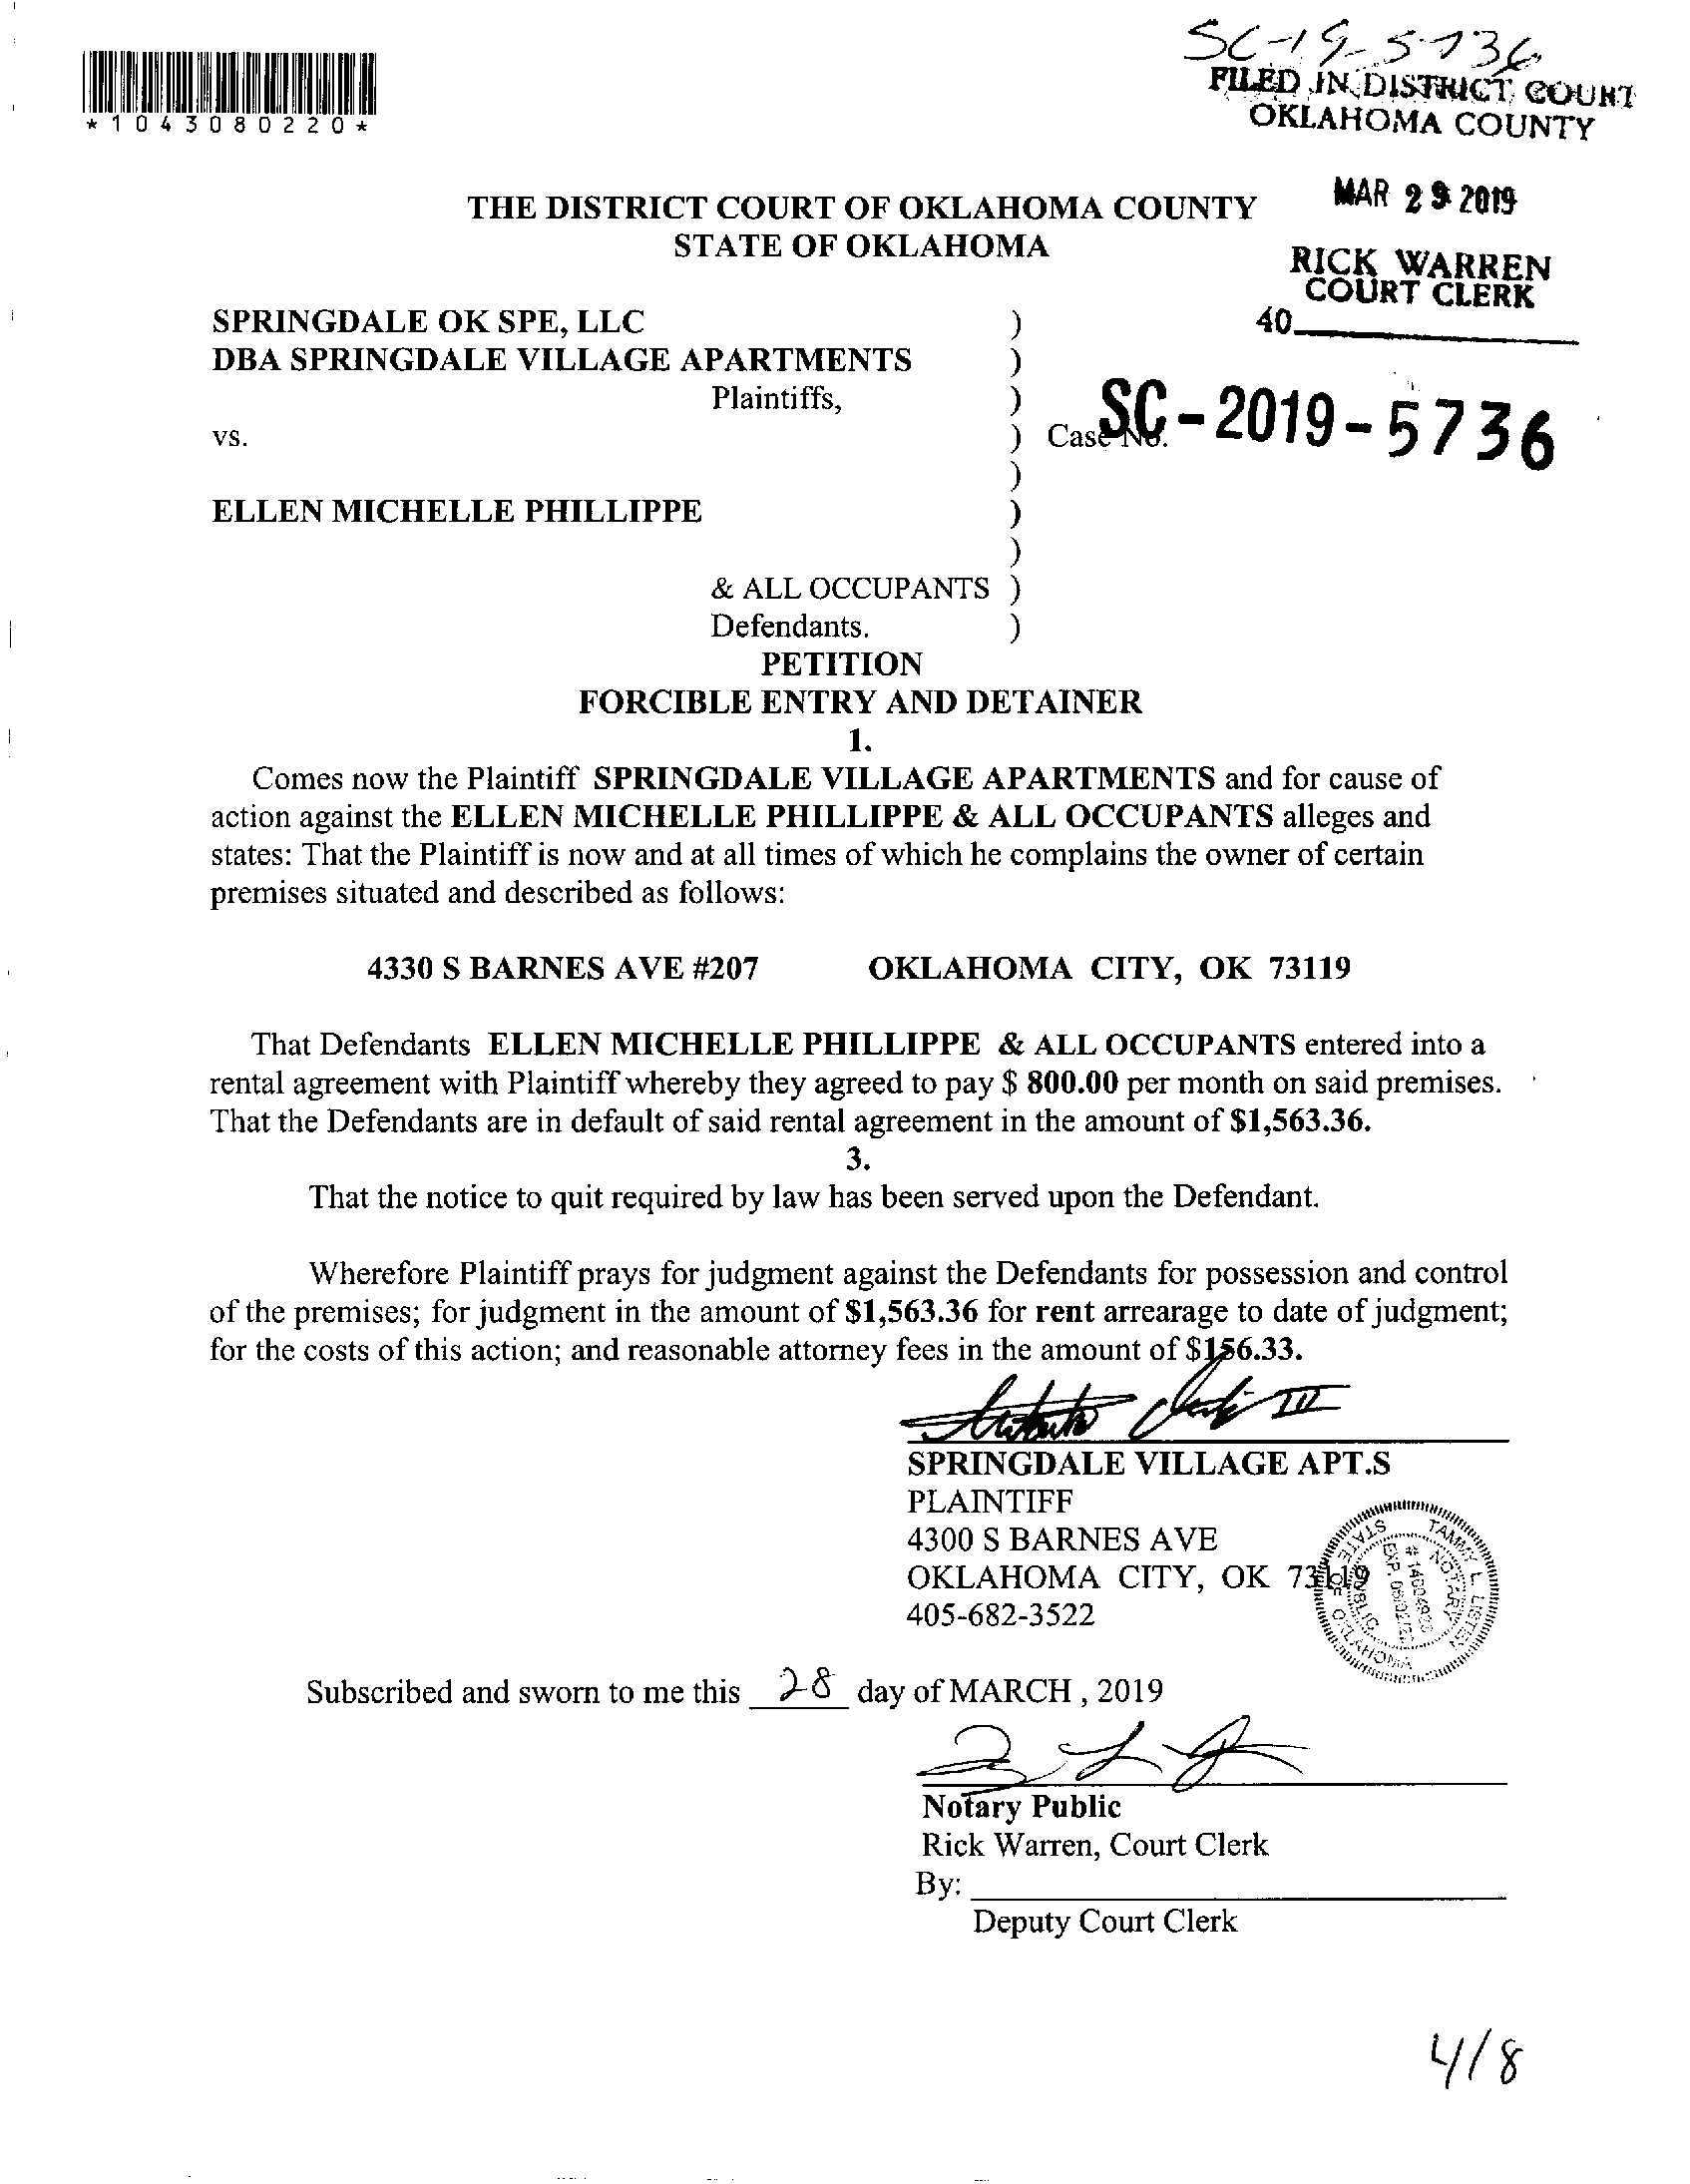 SC-19-5736
FILED IN DISTRICT COURT
OKLAHOMA COUNTY
*1043080220*
MAR 29 2019
THE DISTRICT COURT OF OKLAHOMA COUNTY
STATE OF OKLAHOMA
RICK WARREN
COURT CLERK
40
SPRINGDALE OK SPE, LLC )
DBA SPRINGDALE VILLAGE APARTMENTS )
Plaintiffs, )
vs. ) Case No. SC-2019-5736
)
ELLEN MICHELLE PHILLIPPE )
)
& ALL OCCUPANTS )
Defendants. )
PETITION
FORCIBLE ENTRY AND DETAINER
1.
Comes now the Plaintiff SPRINGDALE VILLAGE APARTMENTS and for cause of
action against the ELLEN MICHELLE PHILLIPPE & ALL OCCUPANTS alleges and
states: That the Plaintiff is now and at all times of which he complains the owner of certain
premises situated and described as follows:
4330 S BARNES AVE #207 OKLAHOMA CITY, OK 73119
That Defendants ELLEN MICHELLE PHILLIPPE & ALL OCCUPANTS entered into a
rental agreement with Plaintiff whereby they agreed to pay $ 800.00 per month on said premises.
That the Defendants are in default of said rental agreement in the amount of $1,563.36.
3.
That the notice to quit required by law has been served upon the Defendant.
Wherefore Plaintiff prays for judgment against the Defendants for possession and control
of the premises; for judgment in the amount of $1,563.36 for rent arrearage to date of judgment;
for the costs of this action; and reasonable attorney fees in the amount of $156.33.
III
SPRINGDALE VILLAGE APT.S
PLAINTIFF
4300 S BARNES AVE
OKLAHOMA CITY, OK 73119
405-682-3522
TAMMY L. LISTEN
NOTARY PUBLIC
STATE OF OKLAHOMA
Subscribed and sworn to me this 28 day of MARCH , 2019
Notary Public
Rick Warren, Court Clerk
By:
Deputy Court Clerk
4/8